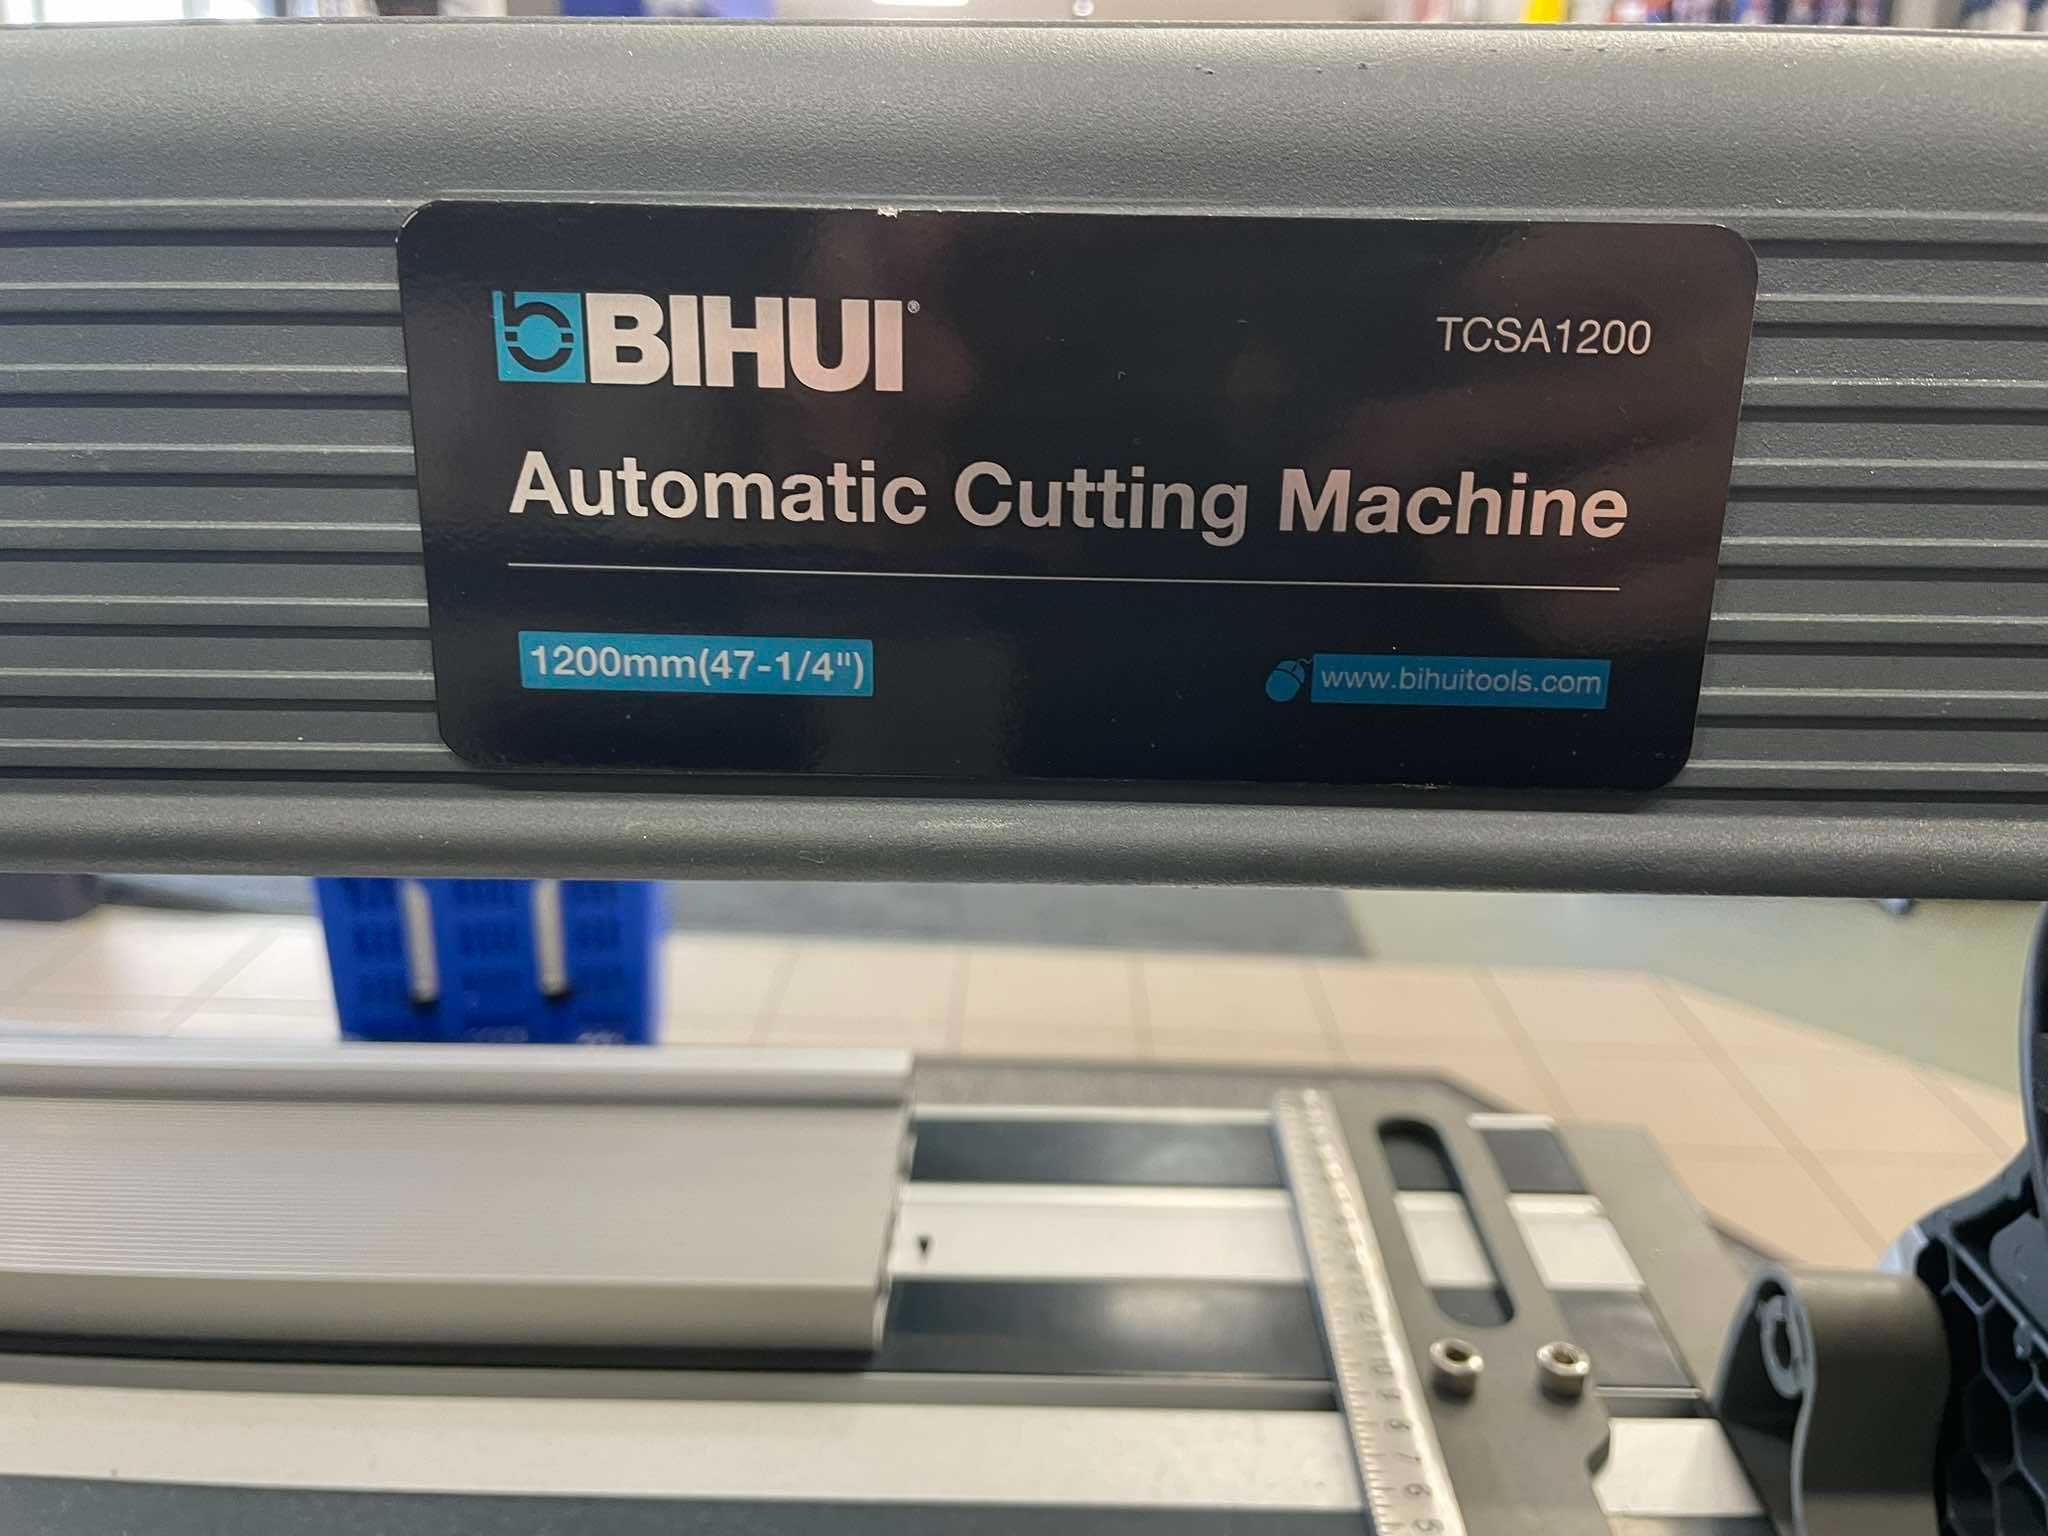 BIHUI®
TCSA1200
Automatic Cutting Machine
1200mm(47-1/4")
www.bihuitools.com